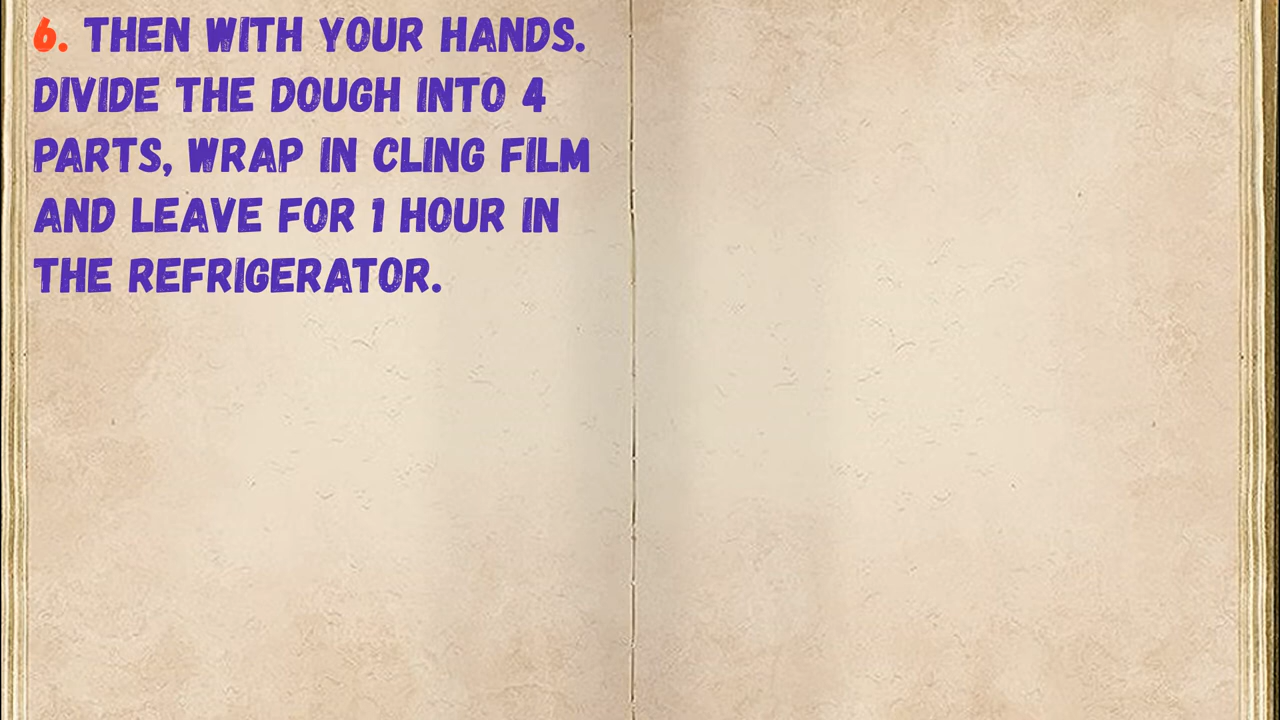 6. THEN WITH YOUR HANDS.
DIVIDE THE DOUGH INTO 4
PARTS, WRAP IN CLING FILM
AND LEAVE FOR 1 HOUR IN
THE REFRIGERATOR.